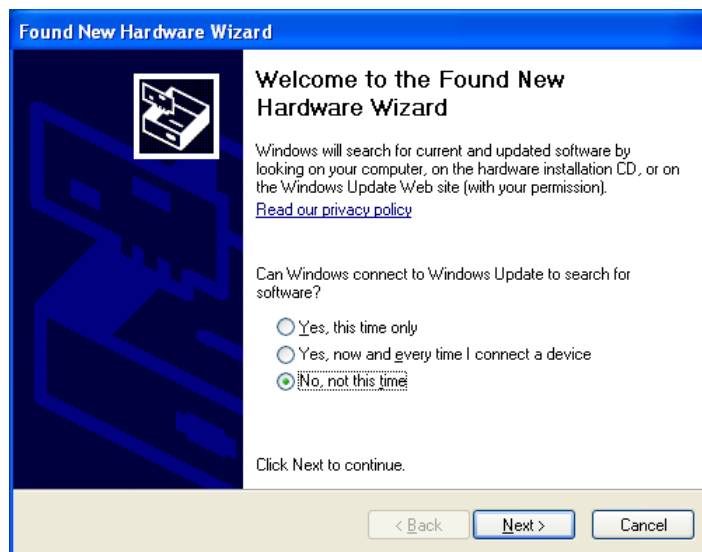 Found New Hardware Wizard
Welcome to the Found New
Hardware Wizard
Windows will search for current and updated software by
looking on your computer, on the hardware installation CD, or on
the Windows Update Web site (with your permission).
Read our privacy policy
Can Windows connect to Windows Update to search for
software?
Yes, this time only
Yes, now and every time I connect a device
No, not this time
Click Next to continue.
< Back
Next >
Cancel